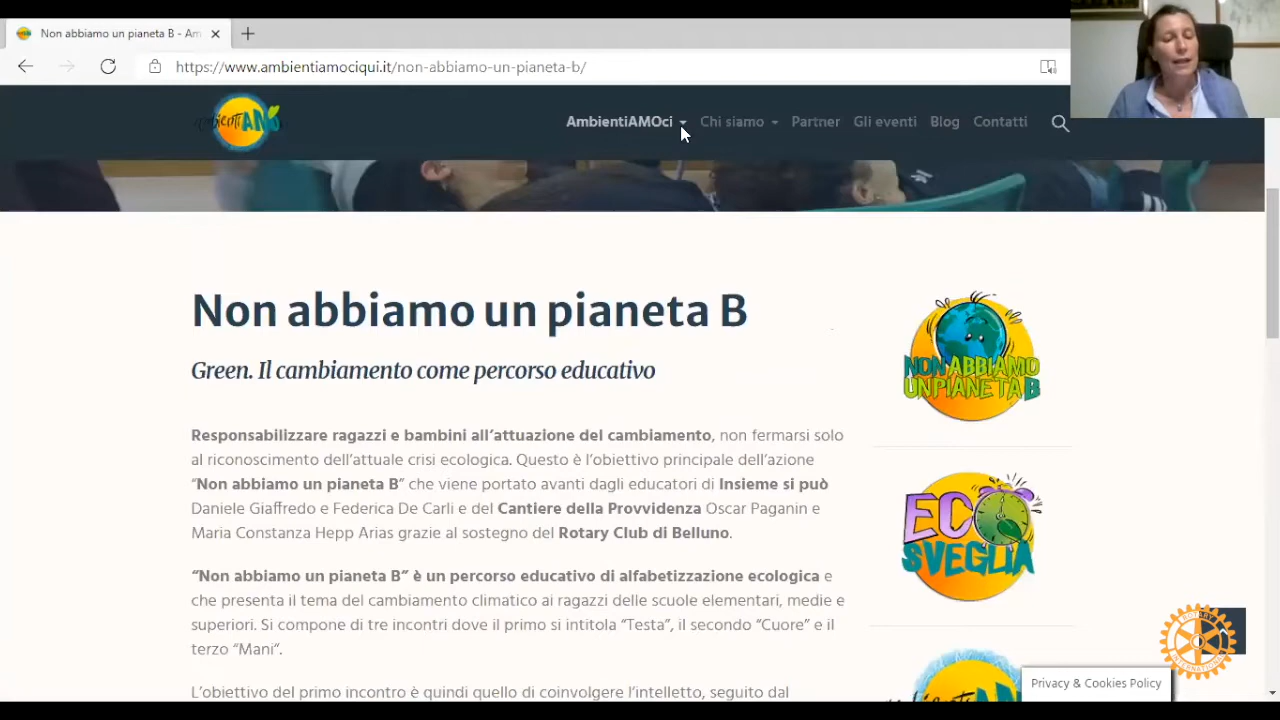 Non abbiamo un pianeta B - Am
https://www.ambientiamociqui.it/non-abbiamo-un-pianeta-b/
ambientiAMO
AmbientiAMOci
Chi siamo
Partner
Gli eventi
Blog
Contatti
Non abbiamo un pianeta B
Green. Il cambiamento come percorso educativo
Responsabilizzare ragazzi e bambini all'attuazione del cambiamento, non fermarsi solo
al riconoscimento dell'attuale crisi ecologica. Questo è l'obiettivo principale dell'azione
“Non abbiamo un pianeta B” che viene portato avanti dagli educatori di Insieme si può
Daniele Giaffredo e Federica De Carli e del Cantiere della Provvidenza Oscar Paganin e
Maria Constanza Hepp Arias grazie al sostegno del Rotary Club di Belluno.
“Non abbiamo un pianeta B” è un percorso educativo di alfabetizzazione ecologica e
che presenta il tema del cambiamento climatico ai ragazzi delle scuole elementari, medie e
superiori. Si compone di tre incontri dove il primo si intitola “Testa”, il secondo “Cuore” e il
terzo “Mani”.
L'obiettivo del primo incontro è quindi quello di coinvolgere l'intelletto, seguito dal
NON ABBIAMO
UN PIANETA B
ECO
SVEGLIA
ROTARY
INTERNATIONAL
Privacy & Cookies Policy